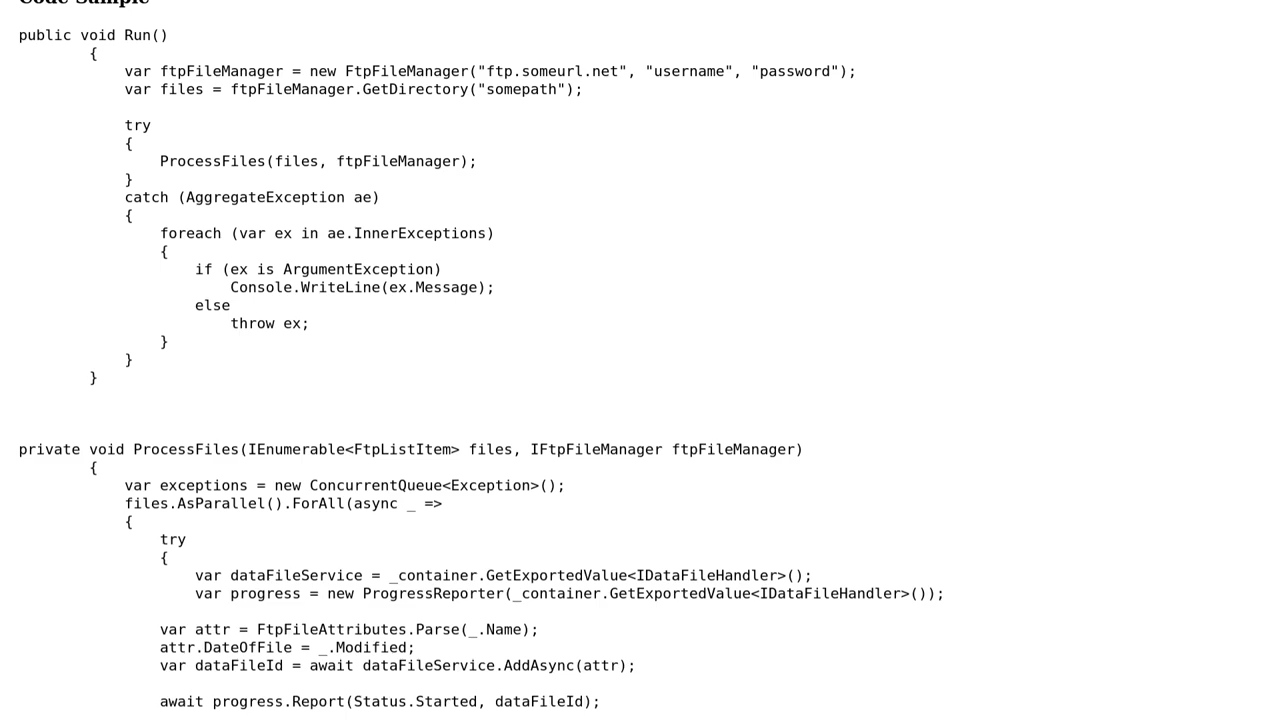 Code Sample
public void Run()
        {
            var ftpFileManager = new FtpFileManager("ftp.someurl.net", "username", "password");
            var files = ftpFileManager.GetDirectory("somepath");

            try
            {
                ProcessFiles(files, ftpFileManager);
            }
            catch (AggregateException ae)
            {
                foreach (var ex in ae.InnerExceptions)
                {
                    if (ex is ArgumentException)
                        Console.WriteLine(ex.Message);
                    else
                        throw ex;
                }
            }
        }

private void ProcessFiles(IEnumerable<FtpListItem> files, IFtpFileManager ftpFileManager)
        {
            var exceptions = new ConcurrentQueue<Exception>();
            files.AsParallel().ForAll(async _ =>
            {
                try
                {
                    var dataFileService = _container.GetExportedValue<IDataFileHandler>();
                    var progress = new ProgressReporter(_container.GetExportedValue<IDataFileHandler>());

                var attr = FtpFileAttributes.Parse(_.Name);
                attr.DateOfFile = _.Modified;
                var dataFileId = await dataFileService.AddAsync(attr);

                await progress.Report(Status.Started, dataFileId);